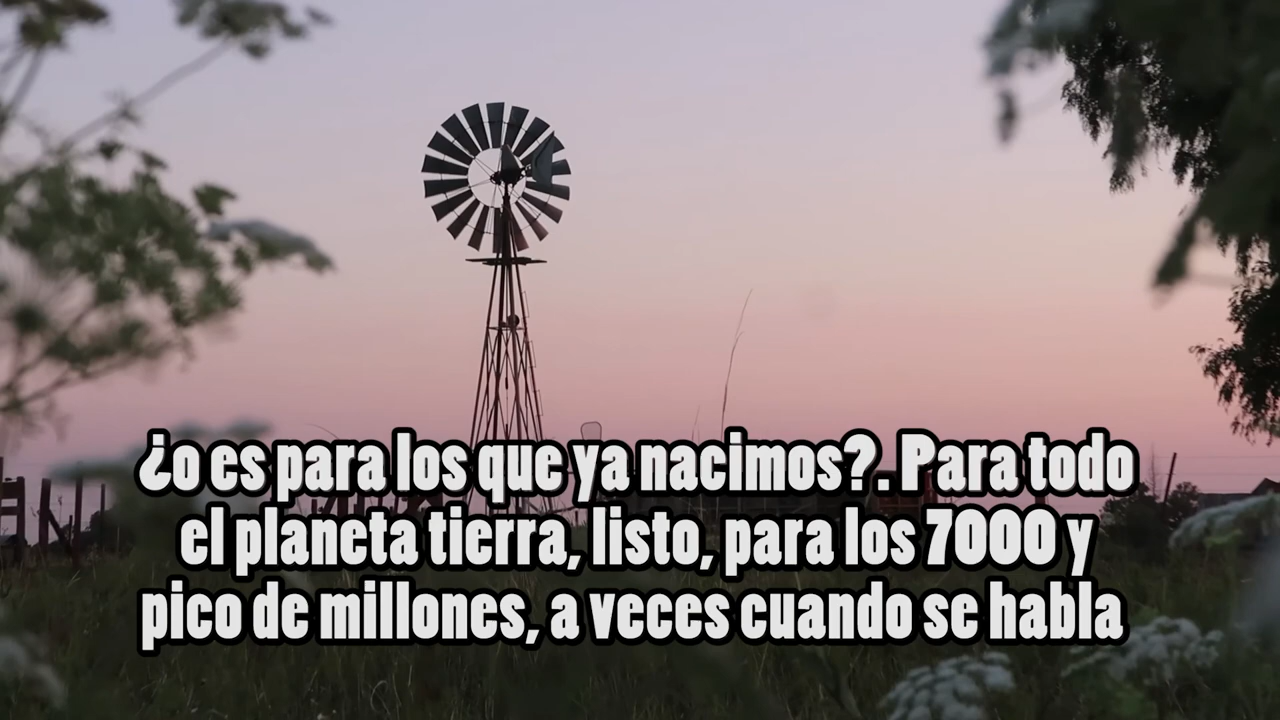 ¿o es para los que ya nacimos?. Para todo
el planeta tierra, listo, para los 7000 y
pico de millones, a veces cuando se habla